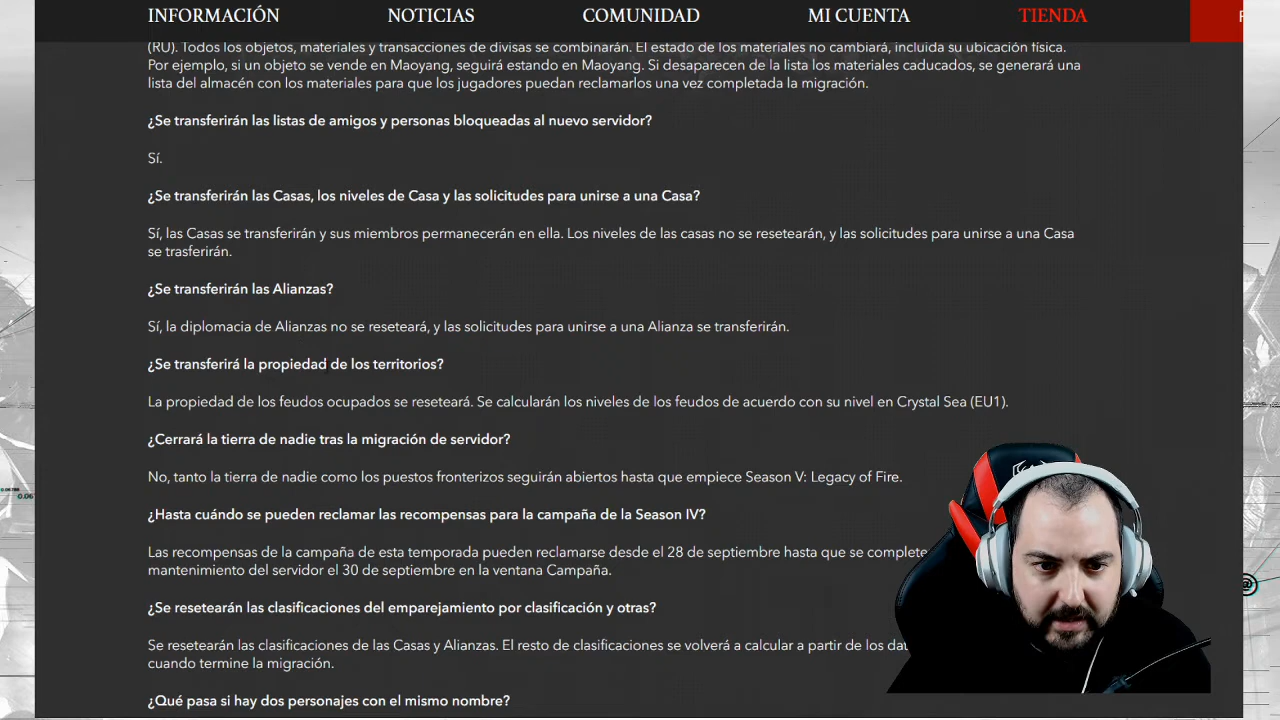 INFORMACIÓN NOTICIAS COMUNIDAD MI CUENTA TIENDA
(RU). Todos los objetos, materiales y transacciones de divisas se combinarán. El estado de los materiales no cambiará, incluida su ubicación física.
Por ejemplo, si un objeto se vende en Maoyang, seguirá estando en Maoyang. Si desaparecen de la lista los materiales caducados, se generará una
lista del almacén con los materiales para que los jugadores puedan reclamarlos una vez completada la migración.
¿Se transferirán las listas de amigos y personas bloqueadas al nuevo servidor?
Sí.
¿Se transferirán las Casas, los niveles de Casa y las solicitudes para unirse a una Casa?
Sí, las Casas se transferirán y sus miembros permanecerán en ella. Los niveles de las casas no se resetearán, y las solicitudes para unirse a una Casa
se trasferirán.
¿Se transferirán las Alianzas?
Sí, la diplomacia de Alianzas no se reseteará, y las solicitudes para unirse a una Alianza se transferirán.
¿Se transferirá la propiedad de los territorios?
La propiedad de los feudos ocupados se reseteará. Se calcularán los niveles de los feudos de acuerdo con su nivel en Crystal Sea (EU1).
¿Cerrará la tierra de nadie tras la migración de servidor?
No, tanto la tierra de nadie como los puestos fronterizos seguirán abiertos hasta que empiece Season V: Legacy of Fire.
¿Hasta cuándo se pueden reclamar las recompensas para la campaña de la Season IV?
Las recompensas de la campaña de esta temporada pueden reclamarse desde el 28 de septiembre hasta que se complete
mantenimiento del servidor el 30 de septiembre en la ventana Campaña.
¿Se resetearán las clasificaciones del emparejamiento por clasificación y otras?
Se resetearán las clasificaciones de las Casas y Alianzas. El resto de clasificaciones se volverá a calcular a partir de los
cuando termine la migración.
¿Qué pasa si hay dos personajes con el mismo nombre?